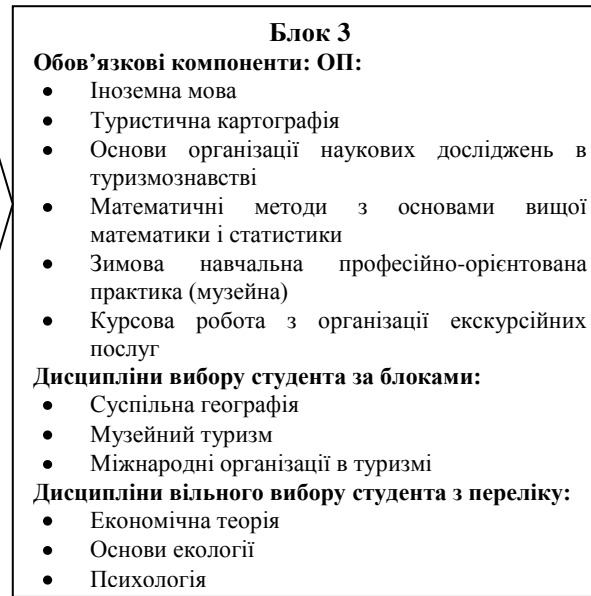 Блок 3
Обов’язкові компоненти: ОП:
• Іноземна мова
• Туристична картографія
• Основи організації наукових досліджень в
туризмознавстві
• Математичні методи з основами вищої
математики і статистики
• Зимова навчальна професійно-орієнтована
практика (музейна)
• Курсова робота з організації екскурсійних
послуг
Дисципліни вибору студента за блоками:
• Суспільна географія
• Музейний туризм
• Міжнародні організації в туризмі
Дисципліни вільного вибору студента з переліку:
• Економічна теорія
• Основи екології
• Психологія